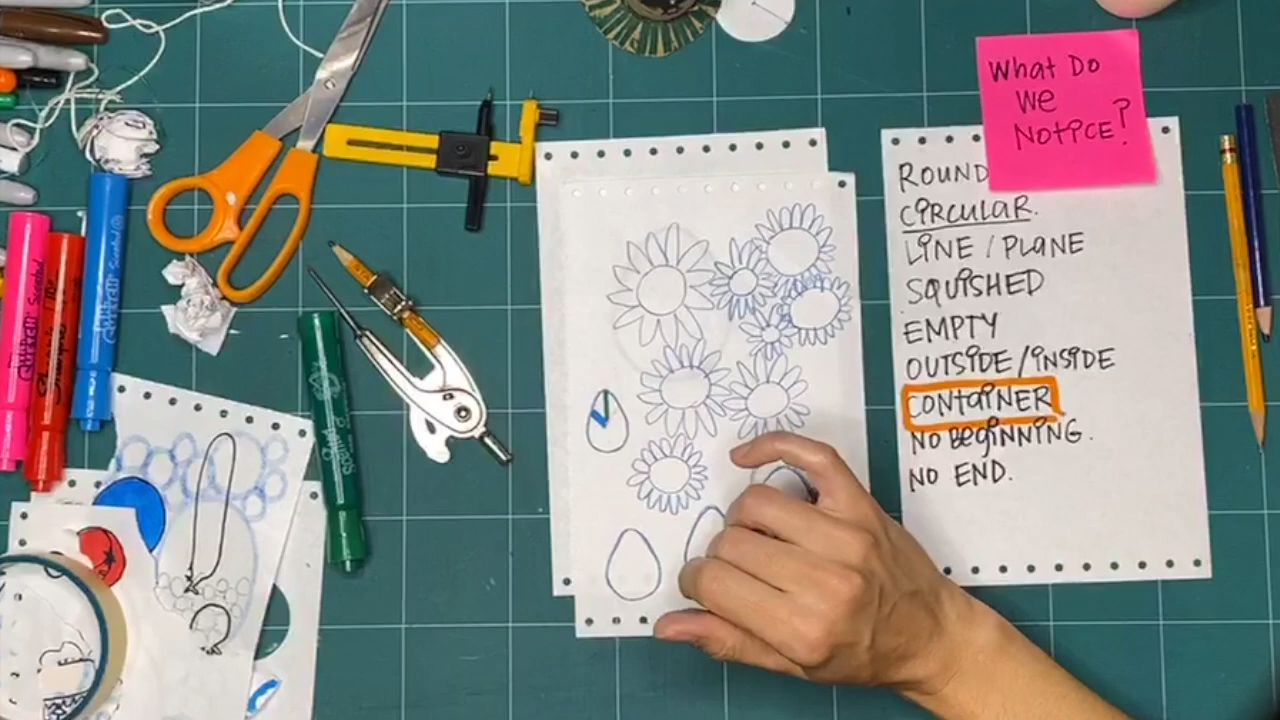 What Do
We
Notice?
ROUND
CIRCULAR.
LINE / PLANE
SQUISHED
EMPTY
OUTSIDE/INSIDE
CONTAINER
NO BEGINNING.
NO END.